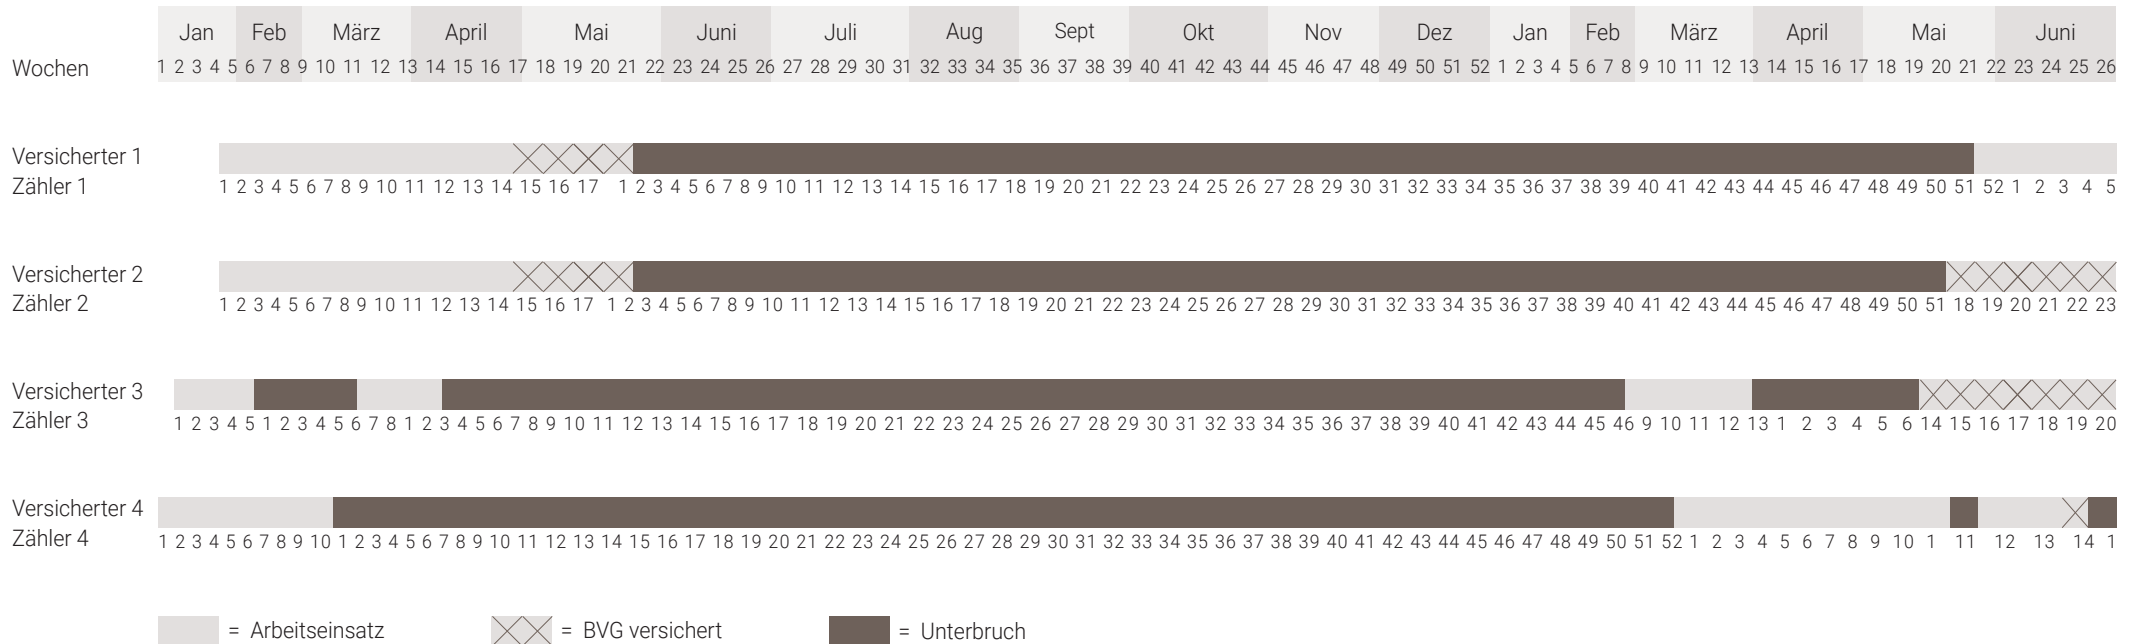 Jan Feb März April Mai Juni Juli Aug Sept Okt Nov Dez Jan Feb März April Mai Juni
Wochen 1 2 3 4 5 6 7 8 9 10 11 12 13 14 15 16 17 18 19 20 21 22 23 24 25 26 27 28 29 30 31 32 33 34 35 36 37 38 39 40 41 42 43 44 45 46 47 48 49 50 51 52 1 2 3 4 5 6 7 8 9 10 11 12 13 14 15 16 17 18 19 20 21 22 23 24 25 26
Versicherter 1
Zähler 1 1 2 3 4 5 6 7 8 9 10 11 12 13 14 15 16 17 1 2 3 4 5 6 7 8 9 10 11 12 13 14 15 16 17 18 19 20 21 22 23 24 25 26 27 28 29 30 31 32 33 34 35 36 37 38 39 40 41 42 43 44 45 46 47 48 49 50 51 52 1 2 3 4 5
Versicherter 2
Zähler 2 1 2 3 4 5 6 7 8 9 10 11 12 13 14 15 16 17 1 2 3 4 5 6 7 8 9 10 11 12 13 14 15 16 17 18 19 20 21 22 23 24 25 26 27 28 29 30 31 32 33 34 35 36 37 38 39 40 41 42 43 44 45 46 47 48 49 50 51 18 19 20 21 22 23
Versicherter 3
Zähler 3 1 2 3 4 5 1 2 3 4 5 6 7 8 1 2 3 4 5 6 7 8 9 10 11 12 13 14 15 16 17 18 19 20 21 22 23 24 25 26 27 28 29 30 31 32 33 34 35 36 37 38 39 40 41 42 43 44 45 46 9 10 11 12 13 1 2 3 4 5 6 14 15 16 17 18 19 20
Versicherter 4
Zähler 4 1 2 3 4 5 6 7 8 9 10 1 2 3 4 5 6 7 8 9 10 11 12 13 14 15 16 17 18 19 20 21 22 23 24 25 26 27 28 29 30 31 32 33 34 35 36 37 38 39 40 41 42 43 44 45 46 47 48 49 50 51 52 1 2 3 4 5 6 7 8 9 10 1 11 12 13 14 1
= Arbeitseinsatz = BVG versichert = Unterbruch